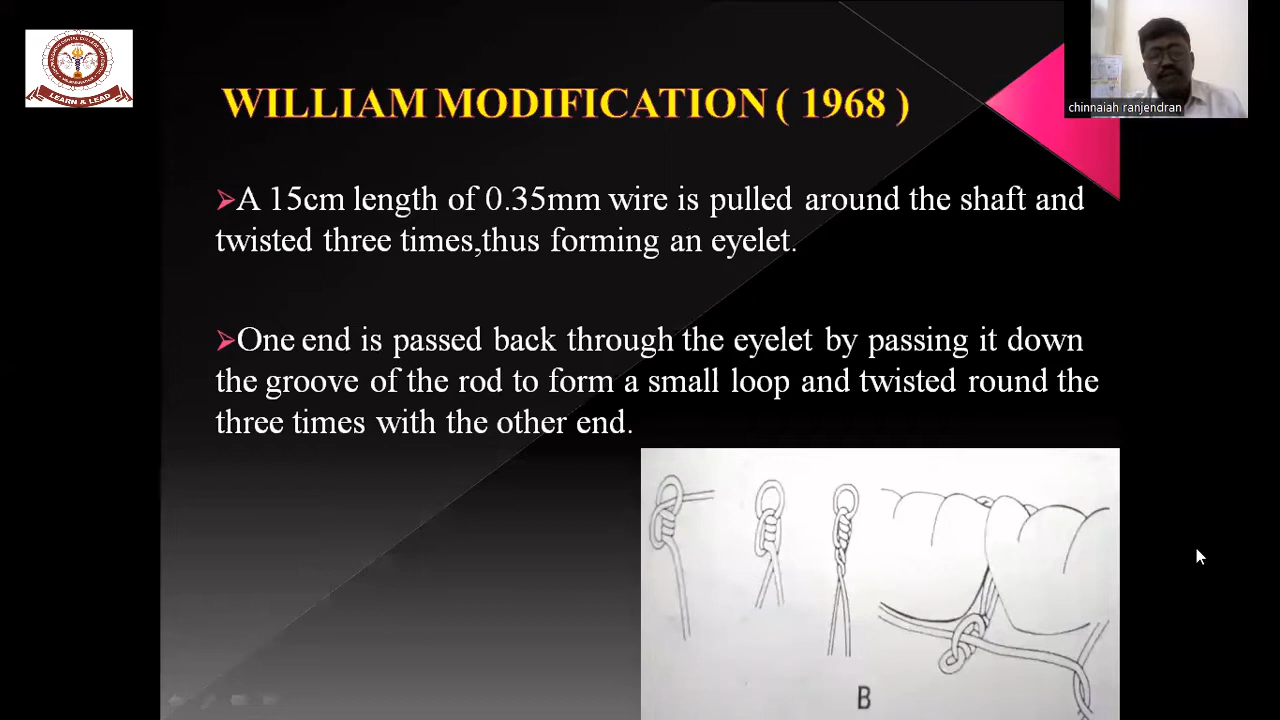 LEARN & LEAD
WILLIAM MODIFICATION ( 1968 )
chinnaiah ranjendran
➢A 15cm length of 0.35mm wire is pulled around the shaft and
twisted three times,thus forming an eyelet.
➢One end is passed back through the eyelet by passing it down
the groove of the rod to form a small loop and twisted round the
three times with the other end.
B